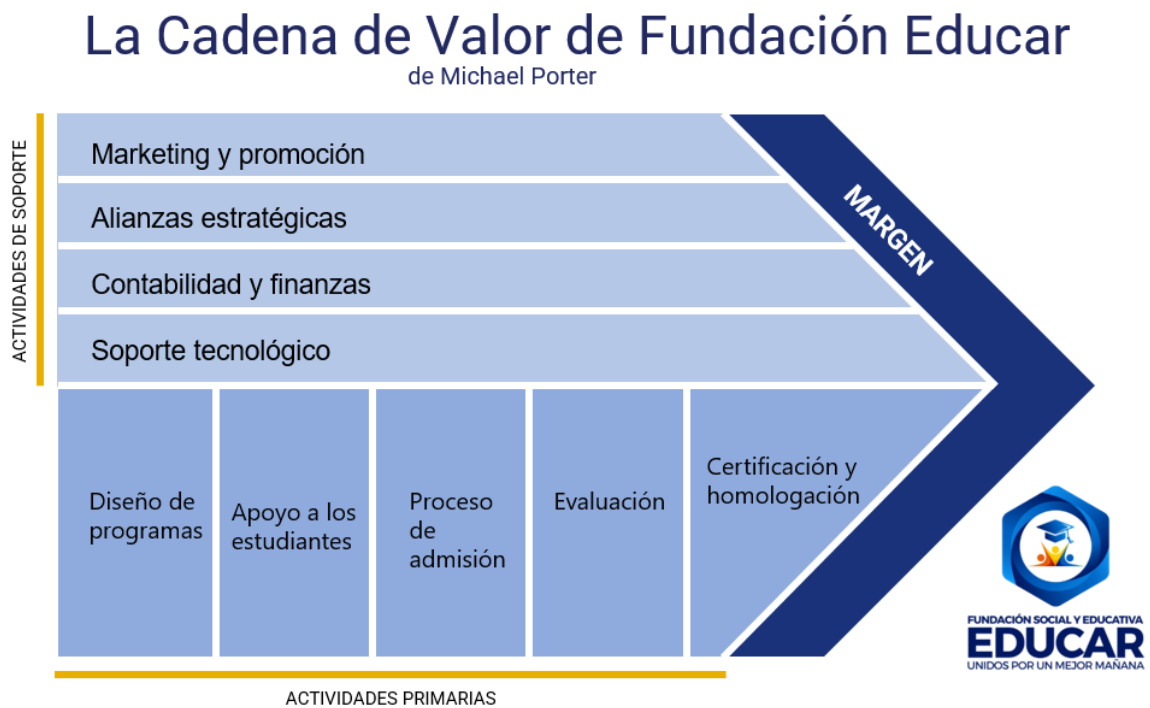 La Cadena de Valor de Fundación Educar
de Michael Porter
ACTIVIDADES DE SOPORTE
Marketing y promoción
Alianzas estratégicas
Contabilidad y finanzas
Soporte tecnológico
MARGEN
Diseño de
programas
Apoyo a los
estudiantes
Proceso
de
admisión
Evaluación
Certificación y
homologación
ACTIVIDADES PRIMARIAS
FUNDACIÓN SOCIAL Y EDUCATIVA
EDUCAR
UNIDOS POR UN MEJOR MAÑANA